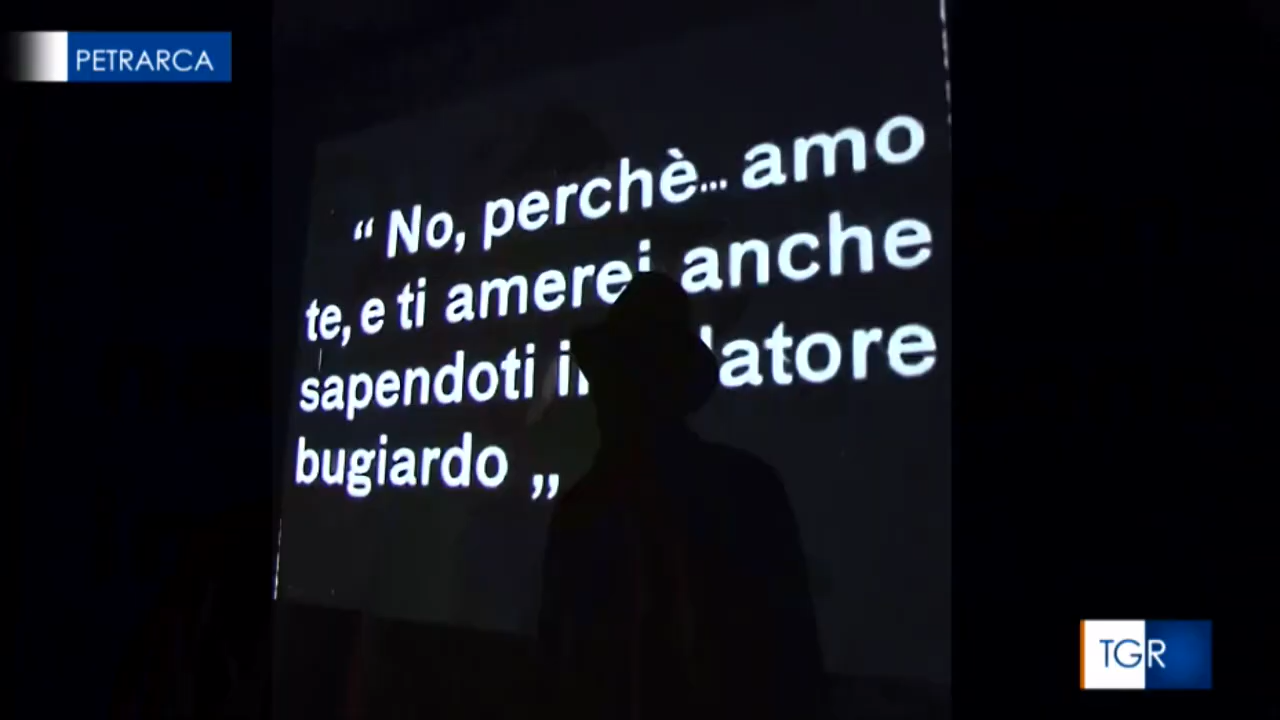 PETRARCA
“ No, perchè... amo
te, e ti amerei anche
sapendoti
bugiardo „
TGR